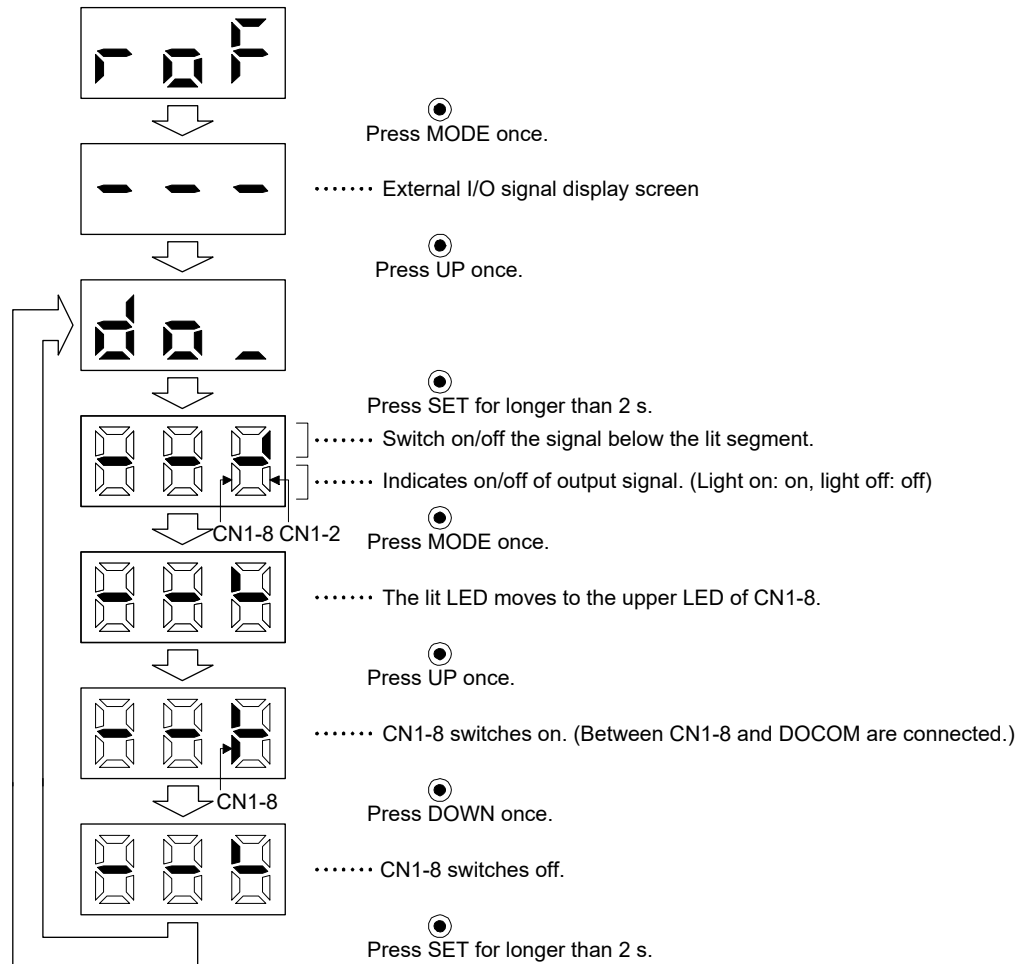 roF
Press MODE once.
- - -
······· External I/O signal display screen
Press UP once.
do_
Press SET for longer than 2 s.
······· Switch on/off the signal below the lit segment.
······· Indicates on/off of output signal. (Light on: on, light off: off)
CN1-8 CN1-2
Press MODE once.
······· The lit LED moves to the upper LED of CN1-8.
Press UP once.
······· CN1-8 switches on. (Between CN1-8 and DOCOM are connected.)
CN1-8
Press DOWN once.
······· CN1-8 switches off.
Press SET for longer than 2 s.